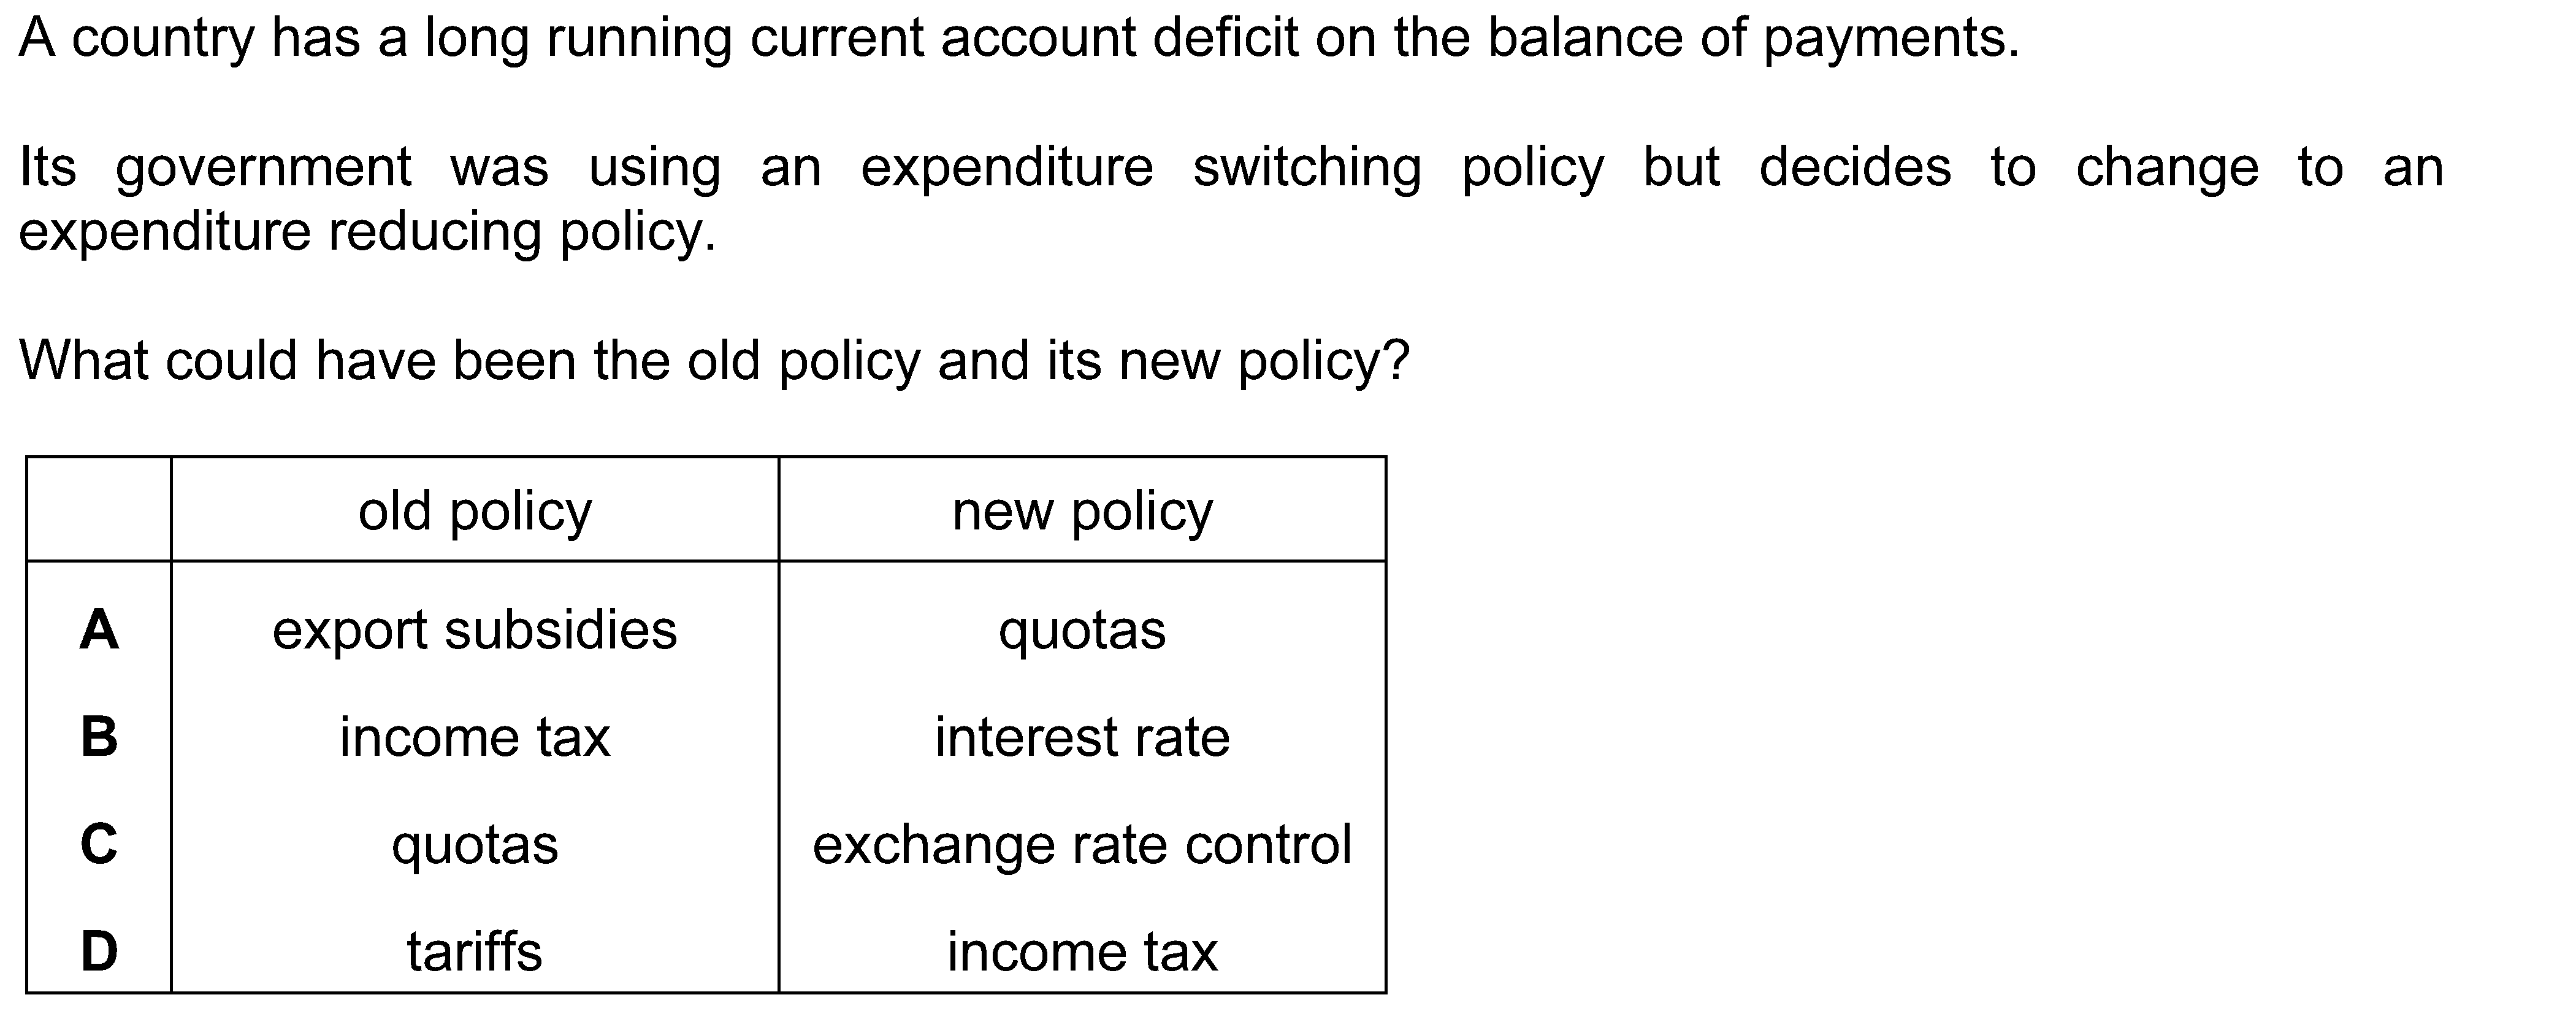 A country has a long running current account deficit on the balance of payments.
Its government was using an expenditure switching policy but decides to change to an
expenditure reducing policy.
What could have been the old policy and its new policy?
old policy new policy
A export subsidies quotas
B income tax interest rate
C quotas exchange rate control
D tariffs income tax